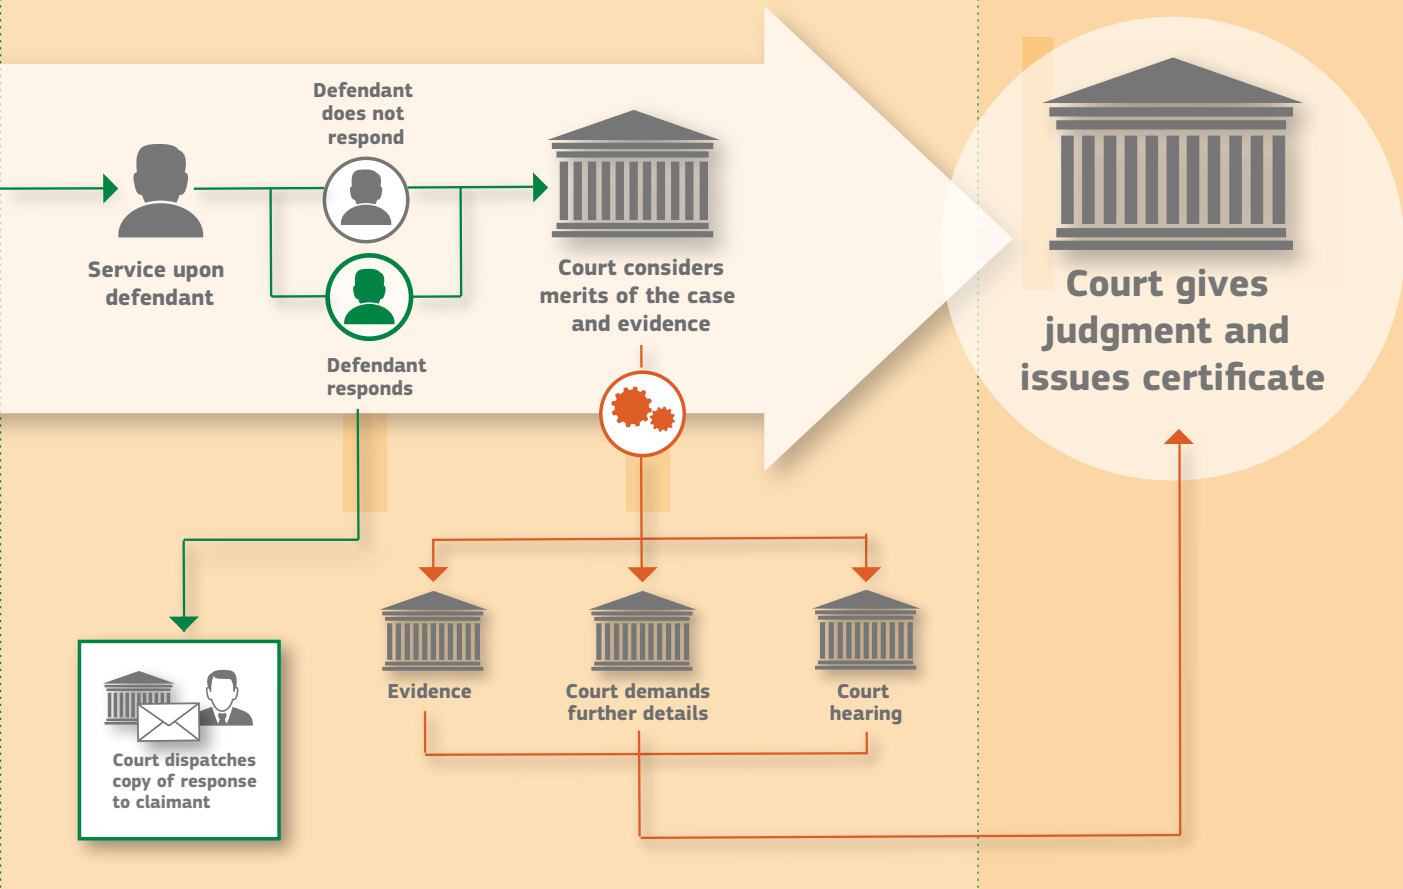 Defendant
does not
respond
Service upon
defendant
Defendant
responds
Court considers
merits of the case
and evidence
Court gives
judgment and
issues certificate
Evidence
Court demands
further details
Court
hearing
Court dispatches
copy of response
to claimant